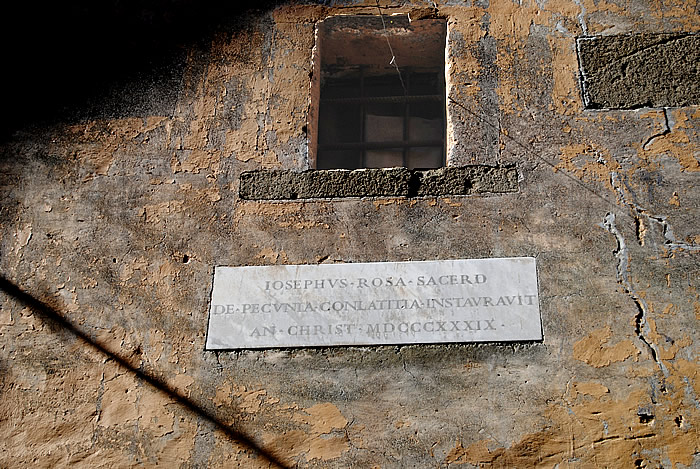 IOSEPHVS · ROSA · SACERD
DE · PECVNIA · CONLATITIA · INSTAVRAVIT
AN · CHRIST · MDCCCXXXIX ·